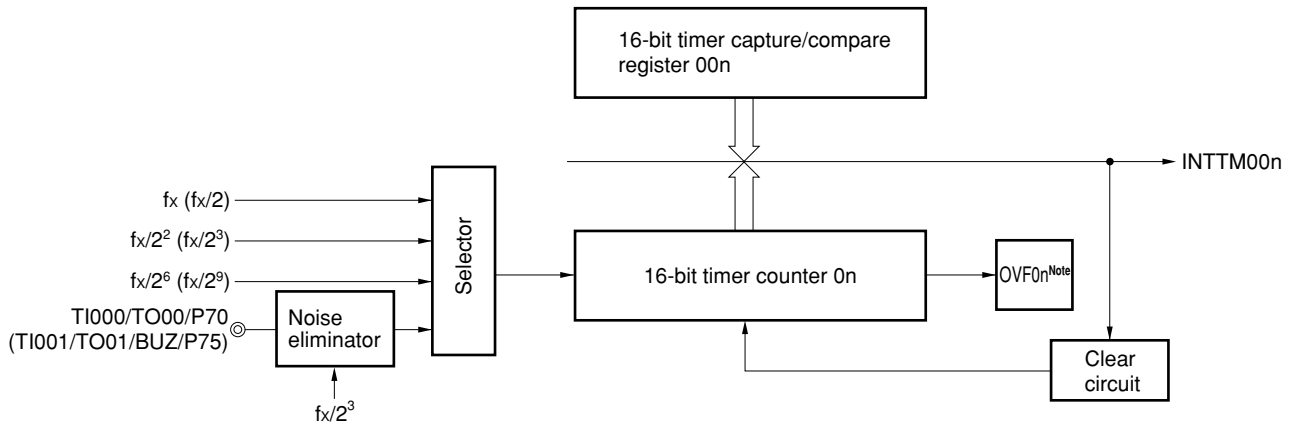 16-bit timer capture/compare
register 00n
INTTM00n
fx (fx/2)
fx/2² (fx/2³)
fx/2⁶ (fx/2⁹)
Selector
16-bit timer counter 0n
OVF0nᴺᵒᵗᵉ
TI000/TO00/P70
(TI001/TO01/BUZ/P75)
Noise
eliminator
Clear
circuit
fx/2³